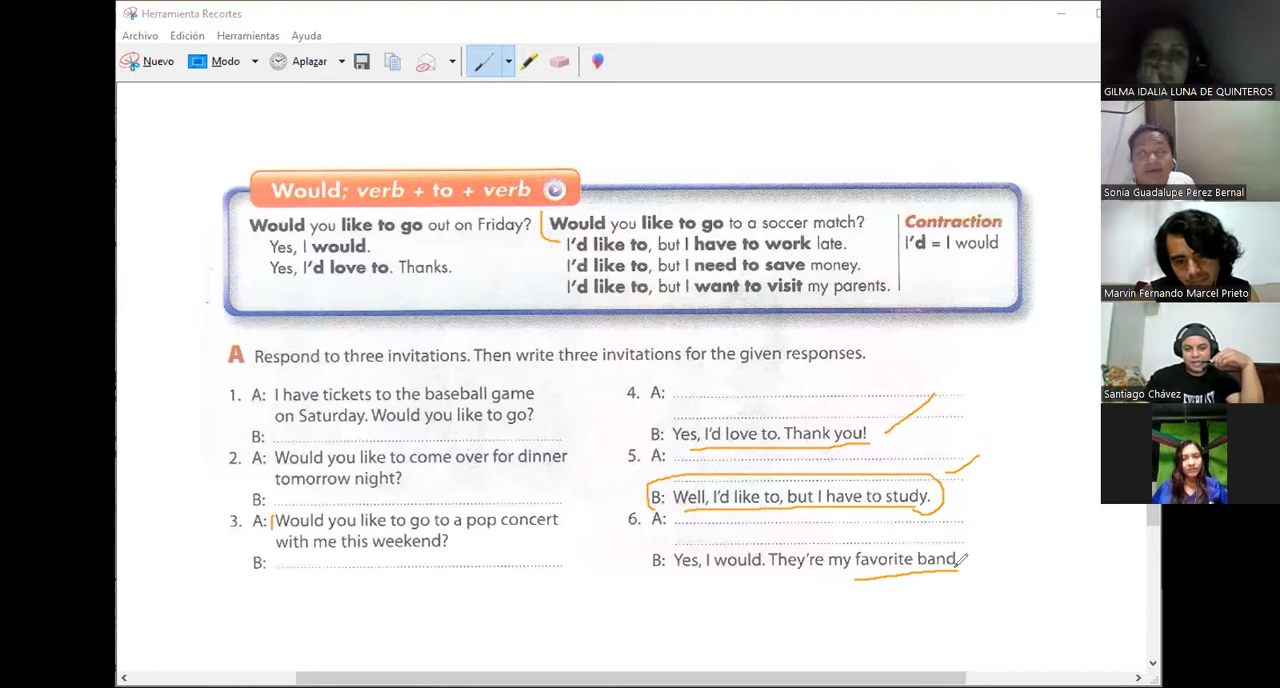 Herramienta Recortes
Archivo Edición Herramientas Ayuda
Nuevo Modo Aplazar
Would; verb + to + verb
Would you like to go out on Friday?
Yes, I would.
Yes, I'd love to. Thanks.
Would you like to go to a soccer match?
I'd like to, but I have to work late.
I'd like to, but I need to save money.
I'd like to, but I want to visit my parents.
Contraction
I'd = I would
A Respond to three invitations. Then write three invitations for the given responses.
1. A: I have tickets to the baseball game
on Saturday. Would you like to go?
B:
2. A: Would you like to come over for dinner
tomorrow night?
B:
3. A: Would you like to go to a pop concert
with me this weekend?
B:
4. A:
B: Yes, I'd love to. Thank you!
5. A:
B: Well, I'd like to, but I have to study.
6. A:
B: Yes, I would. They're my favorite band.
GILMA IDALIA LUNA DE QUINTEROS
Sonia Guadalupe Perez Bernal
Marvin Fernando Marcel Prieto
Santiago Chávez